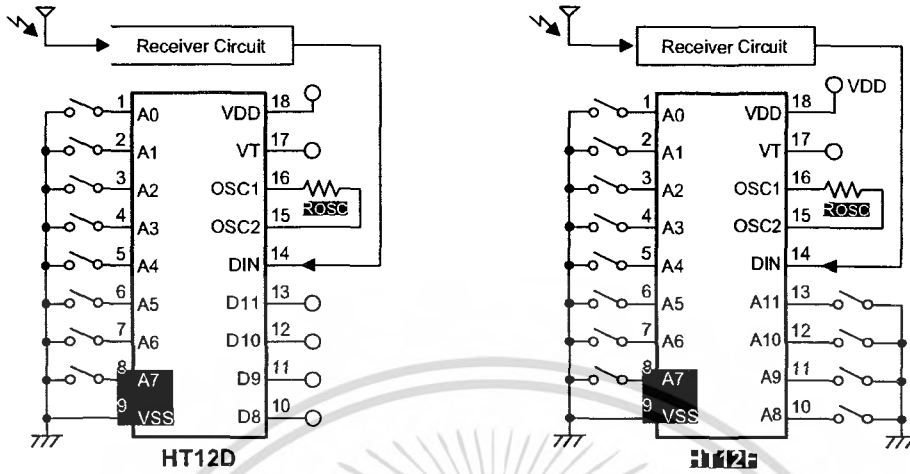 Receiver Circuit
1 A0 VDD 18
2 A1 VT 17
3 A2 OSC1 16
ROSC
4 A3 OSC2 15
5 A4 DIN 14
6 A5 D11 13
7 A6 D10 12
8 A7 D9 11
9 VSS D8 10
HT12D
Receiver Circuit
VDD
1 A0 VDD 18
2 A1 VT 17
3 A2 OSC1 16
ROSC
4 A3 OSC2 15
5 A4 DIN 14
6 A5 A11 13
7 A6 A10 12
8 A7 A9 11
9 VSS A8 10
HT12F